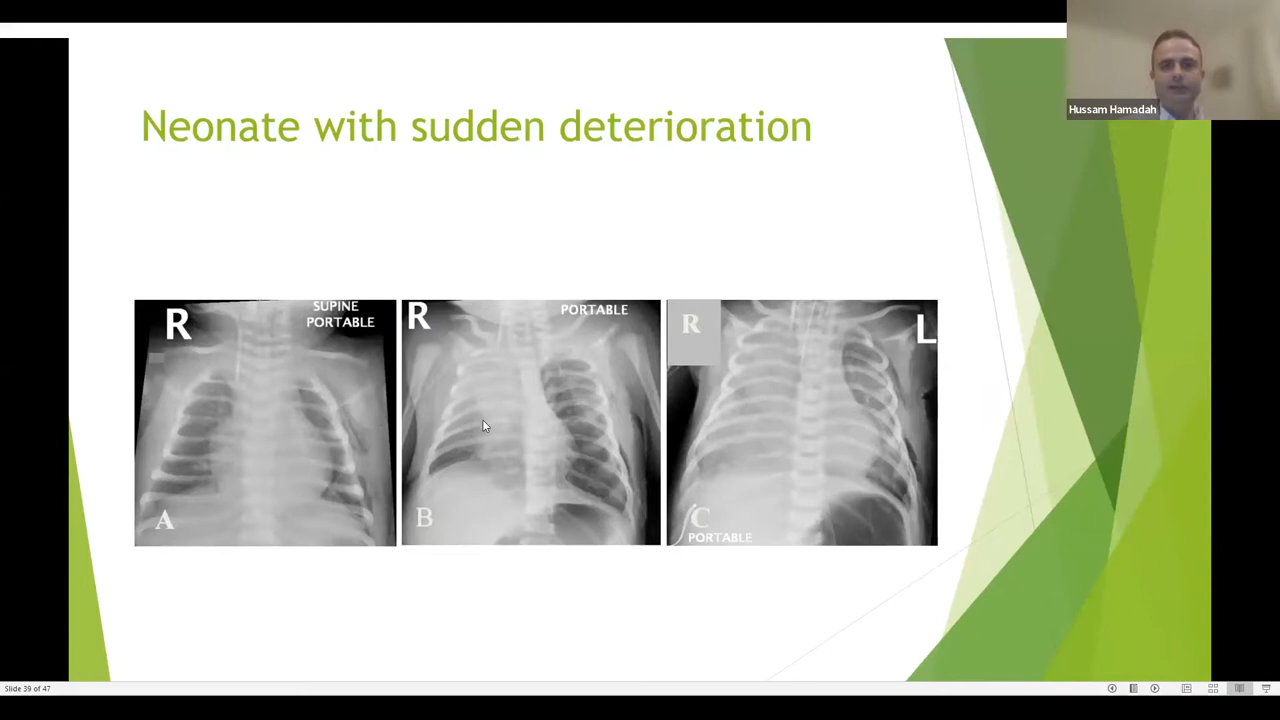 Hussam Hamadah
Neonate with sudden deterioration
R
SUPINE
PORTABLE
A
R
PORTABLE
B
R
L
C
PORTABLE
Slide 39 of 47